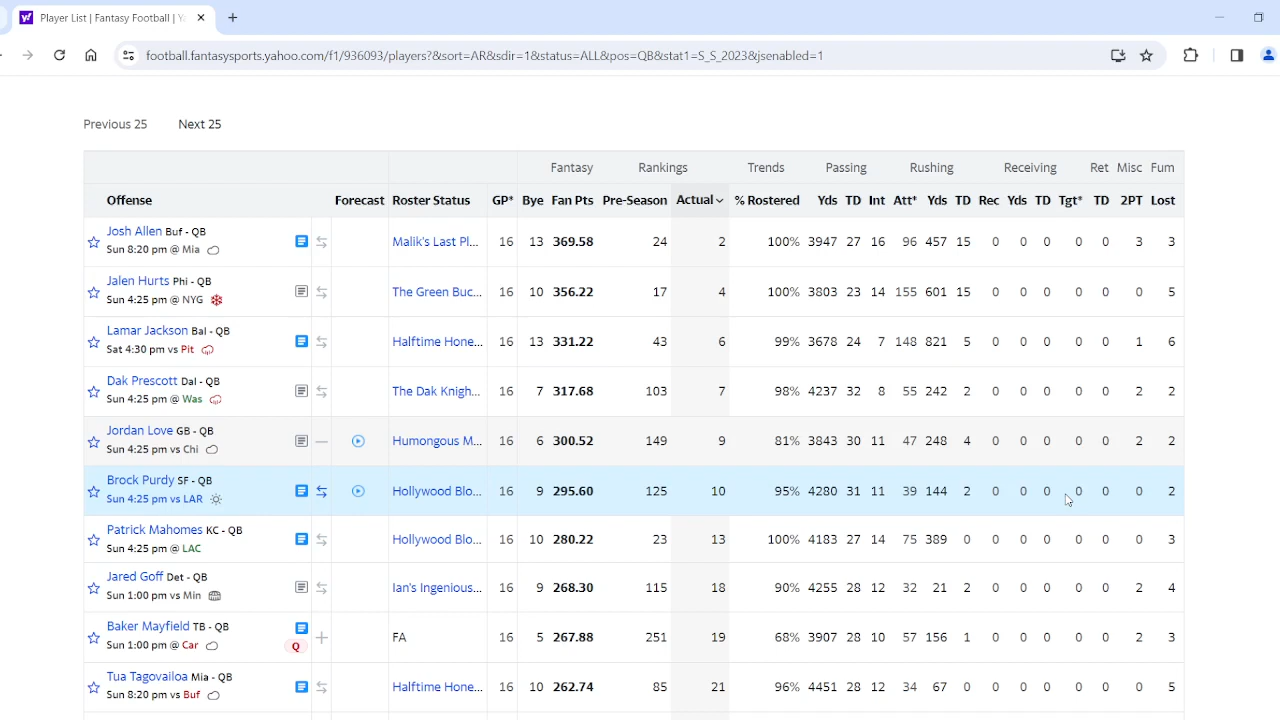 Player List | Fantasy Football | Y
football.fantasysports.yahoo.com/f1/936093/players?&sort=AR&sdir=1&status=ALL&pos=QB&stat1=S_S_2023&jsenabled=1
Previous 25 Next 25
Fantasy Rankings Trends Passing Rushing Receiving Ret Misc Fum
Offense Forecast Roster Status GP* Bye Fan Pts Pre-Season Actual % Rostered Yds TD Int Att* Yds TD Rec Yds TD Tgt* TD 2PT Lost
Josh Allen Buf - QB
Sun 8:20 pm @ Mia
Malik's Last Pl... 16 13 369.58 24 2 100% 3947 27 16 96 457 15 0 0 0 0 0 3 3
Jalen Hurts Phi - QB
Sun 4:25 pm @ NYG
The Green Buc... 16 10 356.22 17 4 100% 3803 23 14 155 601 15 0 0 0 0 0 0 5
Lamar Jackson Bal - QB
Sat 4:30 pm vs Pit
Halftime Hone... 16 13 331.22 43 6 99% 3678 24 7 148 821 5 0 0 0 0 0 1 6
Dak Prescott Dal - QB
Sun 4:25 pm @ Was
The Dak Knigh... 16 7 317.68 103 7 98% 4237 32 8 55 242 2 0 0 0 0 0 2 2
Jordan Love GB - QB
Sun 4:25 pm vs Chi
Humongous M... 16 6 300.52 149 9 81% 3843 30 11 47 248 4 0 0 0 0 0 2 2
Brock Purdy SF - QB
Sun 4:25 pm vs LAR
Hollywood Blo... 16 9 295.60 125 10 95% 4280 31 11 39 144 2 0 0 0 0 0 0 2
Patrick Mahomes KC - QB
Sun 4:25 pm @ LAC
Hollywood Blo... 16 10 280.22 23 13 100% 4183 27 14 75 389 0 0 0 0 0 0 0 3
Jared Goff Det - QB
Sun 1:00 pm vs Min
Ian's Ingenious... 16 9 268.30 115 18 90% 4255 28 12 32 21 2 0 0 0 0 0 2 4
Baker Mayfield TB - QB
Sun 1:00 pm @ Car
Q
FA 16 5 267.88 251 19 68% 3907 28 10 57 156 1 0 0 0 0 0 2 3
Tua Tagovailoa Mia - QB
Sun 8:20 pm vs Buf
Halftime Hone... 16 10 262.74 85 21 96% 4451 28 12 34 67 0 0 0 0 0 0 0 5